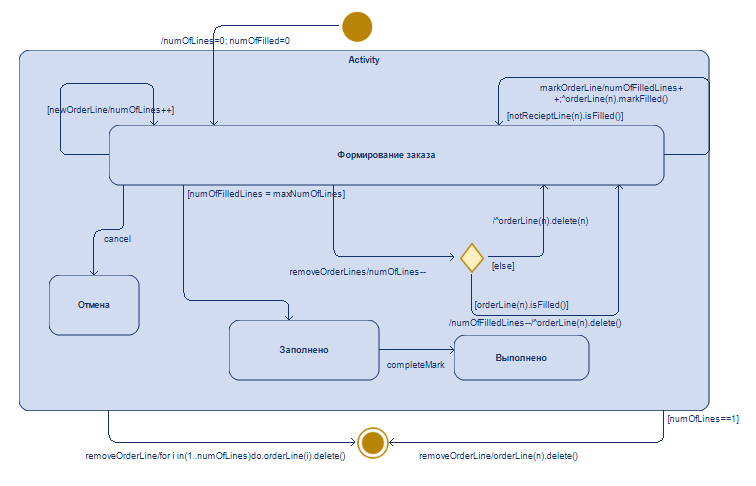 /numOfLines=0; numOfFilled=0
Activity
markOrderLine/numOfFilledLines+
+;^orderLine(n).markFilled()
[newOrderLine/numOfLines++]
[notRecieptLine(n).isFilled()]
Формирование заказа
[numOfFilledLines = maxNumOfLines]
/^orderLine(n).delete(n)
cancel
[else]
removeOrderLines/numOfLines--
Отмена
[orderLine(n).isFilled()]
/numOfFilledLines--/^orderLine(n).delete()
Заполнено
Выполнено
completeMark
[numOfLines==1]
removeOrderLine/for i in(1..numOfLines)do.orderLine(i).delete()
removeOrderLine/orderLine(n).delete()